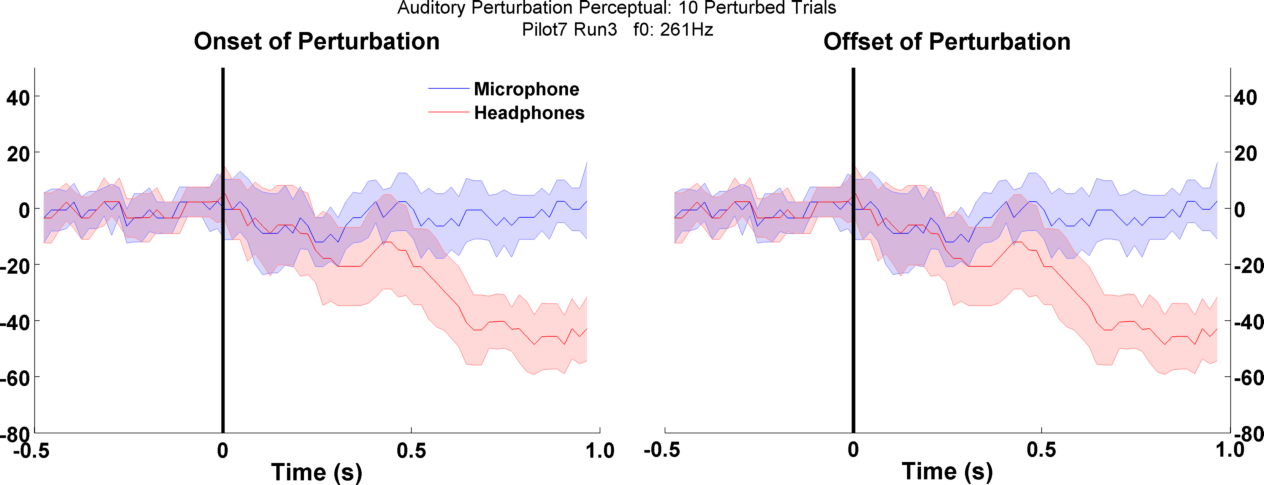 Auditory Perturbation Perceptual: 10 Perturbed Trials
Pilot7 Run3 f0: 261Hz
Onset of Perturbation
Microphone
Headphones
40
20
0
-20
-40
-60
-80
-0.5
0
0.5
1.0
Time (s)
Offset of Perturbation
40
20
0
-20
-40
-60
-80
-0.5
0
0.5
1.0
Time (s)